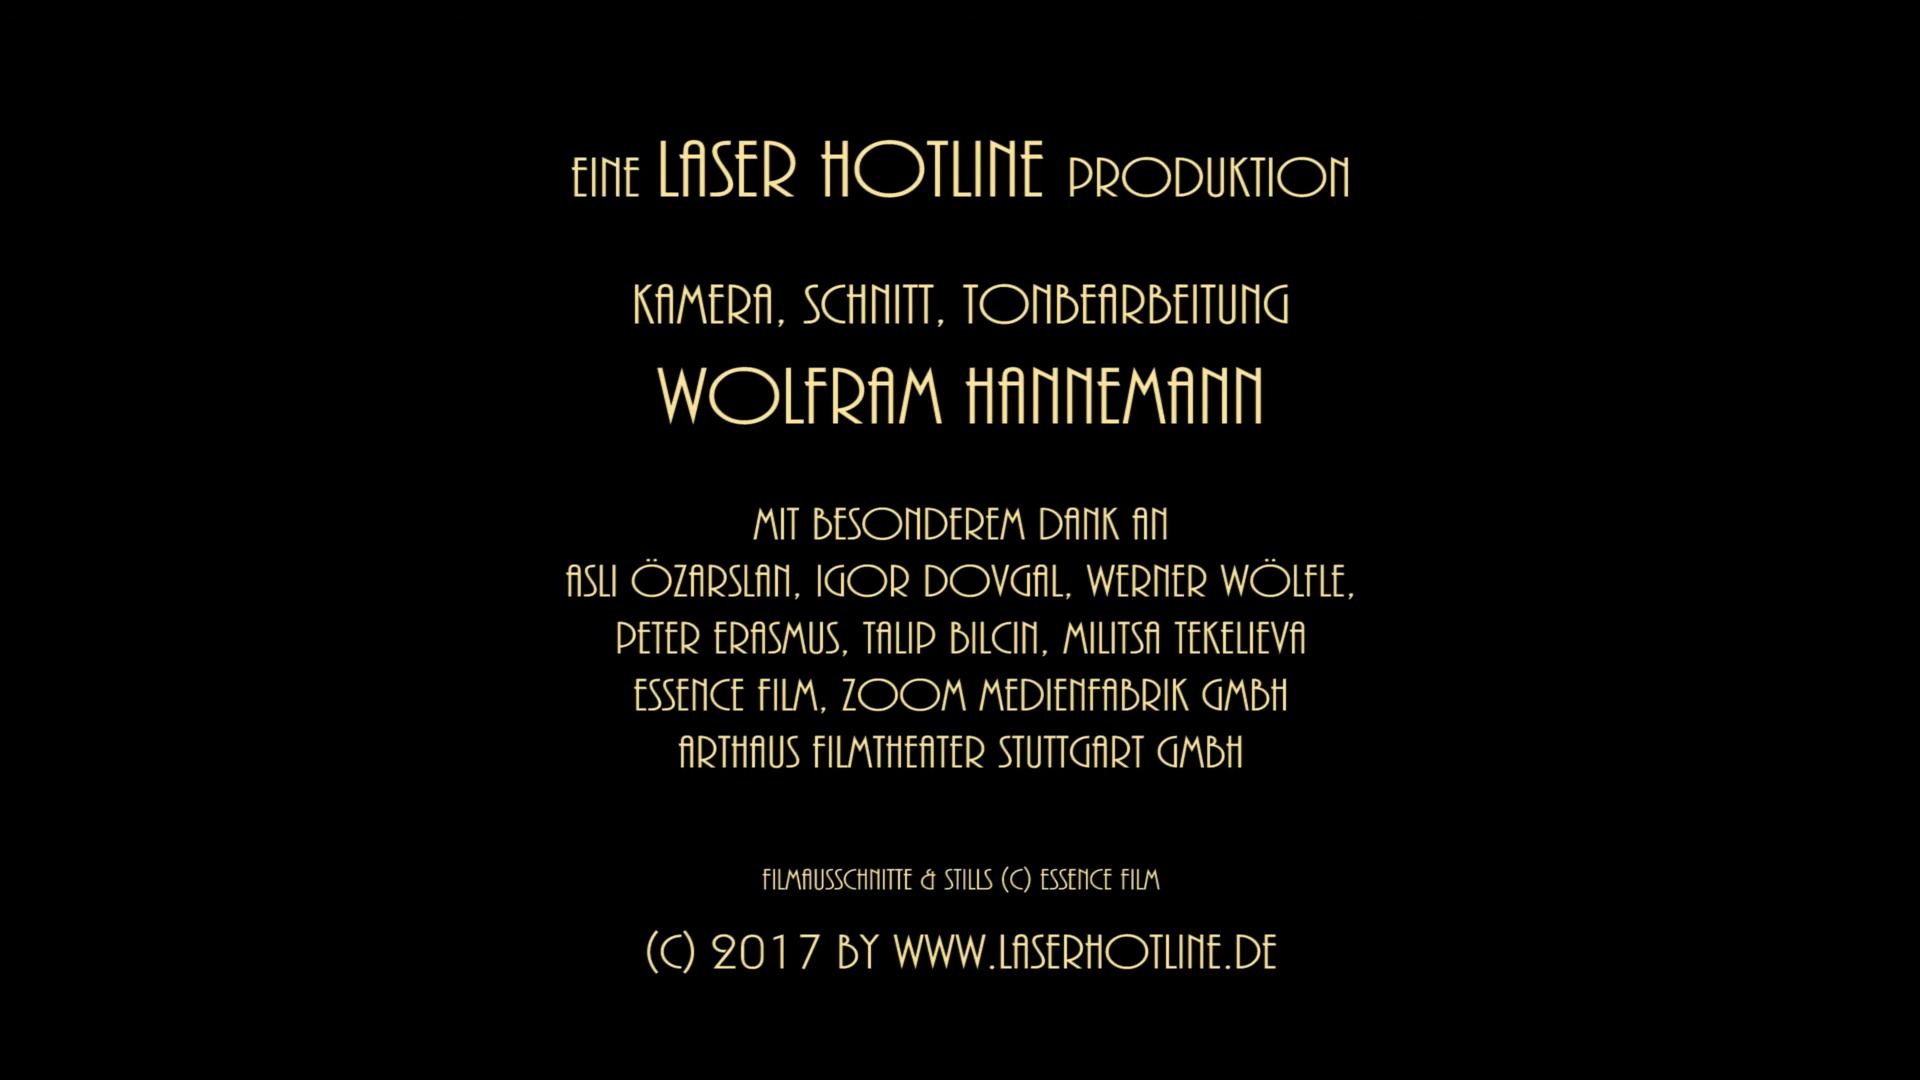 EINE LASER HOTLINE PRODUKTION
KAMERA, SCHNITT, TONBEARBEITUNG
WOLFRAM HANNEMANN
MIT BESONDEREM DANK AN
ASLI ÖZARSLAN, IGOR DOVGAL, WERNER WÖLFLE,
PETER ERASMUS, TALIP BILCIN, MILITSA TEKELIEVA
ESSENCE FILM, ZOOM MEDIENFABRIK GMBH
ARTHAUS FILMTHEATER STUTTGART GMBH
FILMAUSSCHNITTE & STILLS (C) ESSENCE FILM
(C) 2017 BY WWW.LASERHOTLINE.DE